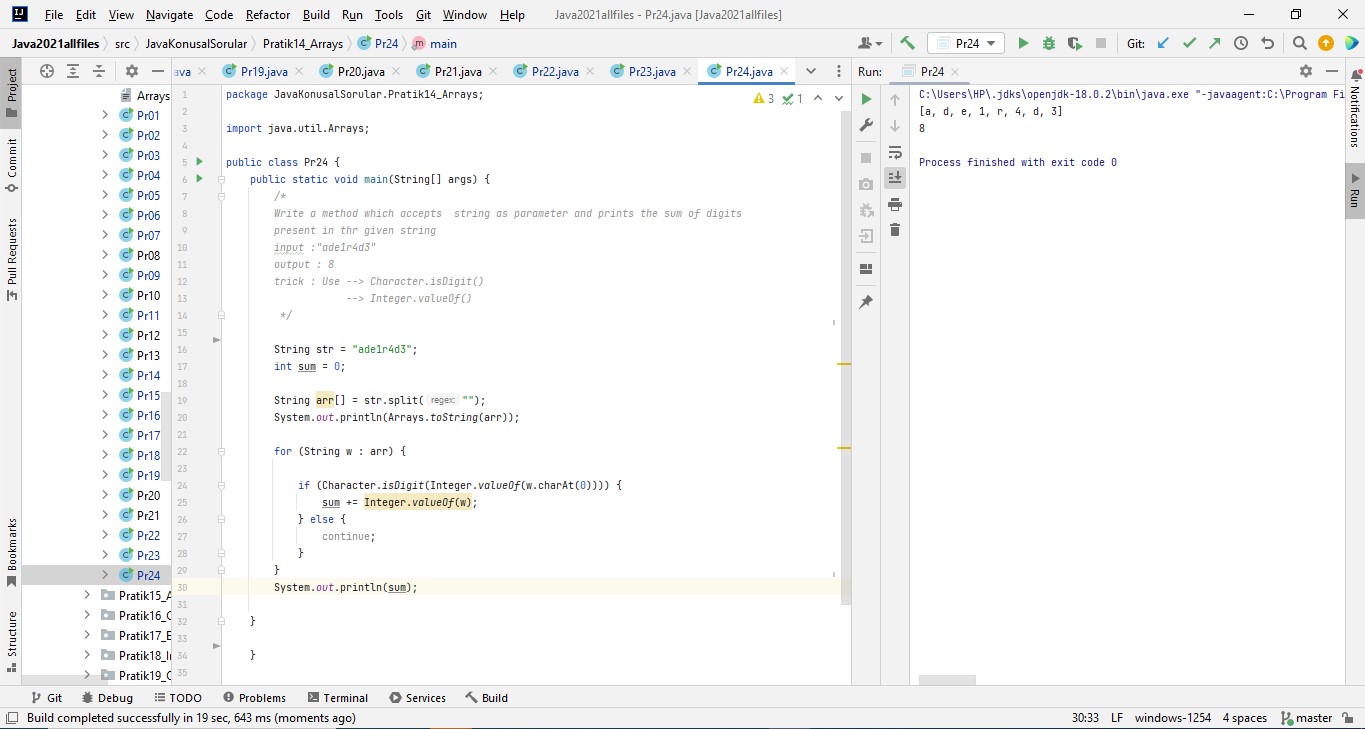 File Edit View Navigate Code Refactor Build Run Tools Git Window Help Java2021allfiles - Pr24.java [Java2021allfiles]
Java2021allfiles src JavaKonusalSorular Pratik14_Arrays Pr24 main Pr24 Git:
ava Pr19.java Pr20.java Pr21.java Pr22.java Pr23.java Pr24.java Run: Pr24
Project
Commit
Pull Requests
Bookmarks
Structure
Arrays
Pr01
Pr02
Pr03
Pr04
Pr05
Pr06
Pr07
Pr08
Pr09
Pr10
Pr11
Pr12
Pr13
Pr14
Pr15
Pr16
Pr17
Pr18
Pr19
Pr20
Pr21
Pr22
Pr23
Pr24
Pratik15_A
Pratik16_C
Pratik17_E
Pratik18_I
Pratik19_C
3 1
1 package JavaKonusalSorular.Pratik14_Arrays;
2
3 import java.util.Arrays;
4
5 public class Pr24 {
6 public static void main(String[] args) {
7 /*
8 Write a method which accepts string as parameter and prints the sum of digits
9 present in thr given string
10 input :"ade1r4d3"
11 output : 8
12 trick : Use --> Character.isDigit()
13 --> Integer.valueOf()
14 */
15
16 String str = "ade1r4d3";
17 int sum = 0;
18
19 String arr[] = str.split( regex: "");
20 System.out.println(Arrays.toString(arr));
21
22 for (String w : arr) {
23
24 if (Character.isDigit(Integer.valueOf(w.charAt(0)))) {
25 sum += Integer.valueOf(w);
26 } else {
27 continue;
28 }
29 }
30 System.out.println(sum);
31
32 }
33
34 }
35
C:\Users\HP\.jdks\openjdk-18.0.2\bin\java.exe "-javaagent:C:\Program Fi
[a, d, e, 1, r, 4, d, 3]
8
Process finished with exit code 0
Notifications
Run
Git Debug TODO Problems Terminal Services Build
Build completed successfully in 19 sec, 643 ms (moments ago) 30:33 LF windows-1254 4 spaces master